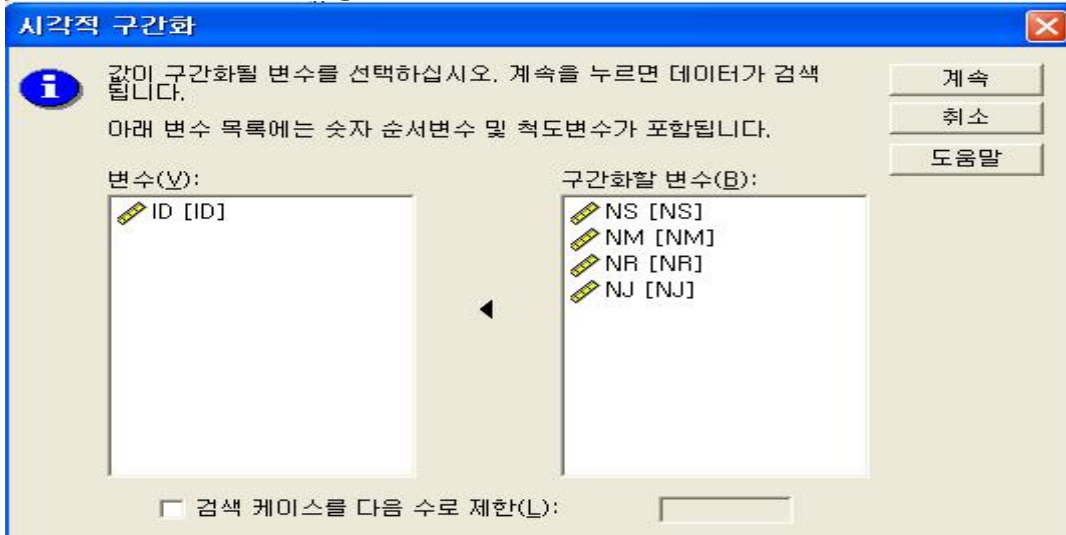 시각적 구간화
값이 구간화될 변수를 선택하십시오. 계속을 누르면 데이터가 검색
됩니다.
아래 변수 목록에는 숫자 순서변수 및 척도변수가 포함됩니다.
계속
취소
도움말
변수(V):
ID [ID]
구간화할 변수(B):
NS [NS]
NM [NM]
NR [NR]
NJ [NJ]
검색 케이스를 다음 수로 제한(L):